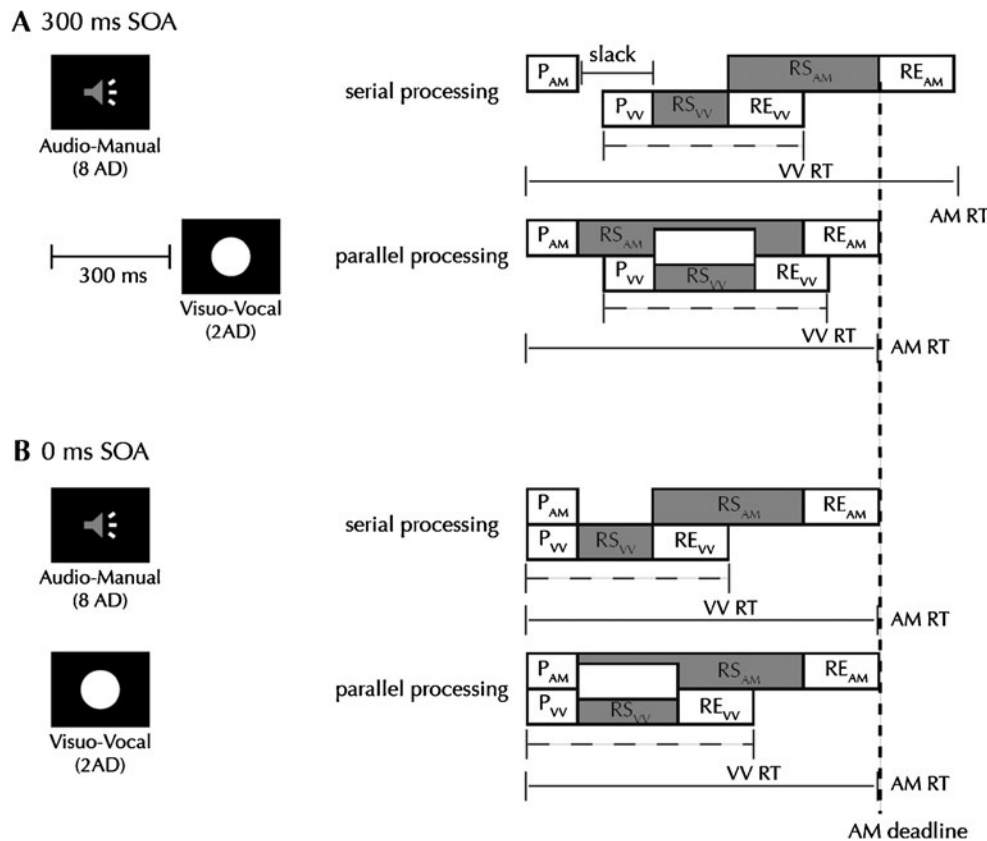 A 300 ms SOA
Audio-Manual
(8 AD)
300 ms
Visuo-Vocal
(2AD)
serial processing
P_AM
slack
RS_AM
RE_AM
P_VV
RS_VV
RE_VV
VV RT
AM RT
parallel processing
P_AM
RS_AM
RE_AM
P_VV
RS_VV
RE_VV
VV RT
AM RT
B 0 ms SOA
Audio-Manual
(8 AD)
Visuo-Vocal
(2AD)
serial processing
P_AM
RS_AM
RE_AM
P_VV
RS_VV
RE_VV
VV RT
AM RT
parallel processing
P_AM
RS_AM
RE_AM
P_VV
RS_VV
RE_VV
VV RT
AM RT
AM deadline